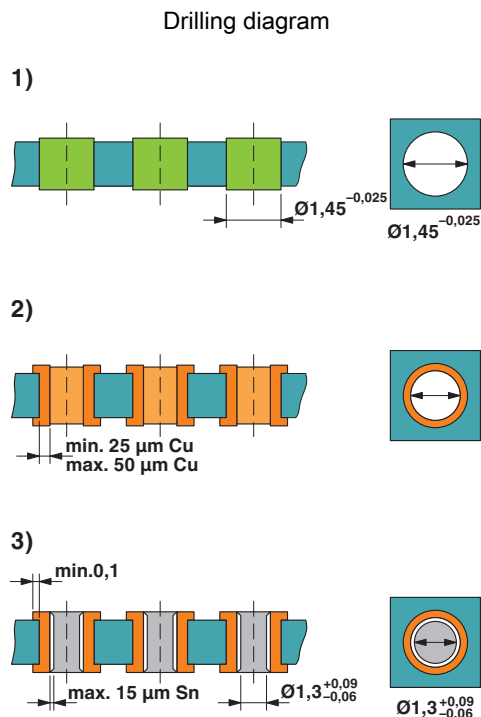 Drilling diagram
1)
Ø1,45–0,025
Ø1,45–0,025
2)
min. 25 µm Cu
max. 50 µm Cu
3)
min.0,1
max. 15 µm Sn
Ø1,3+0,09–0,06
Ø1,3+0,09–0,06